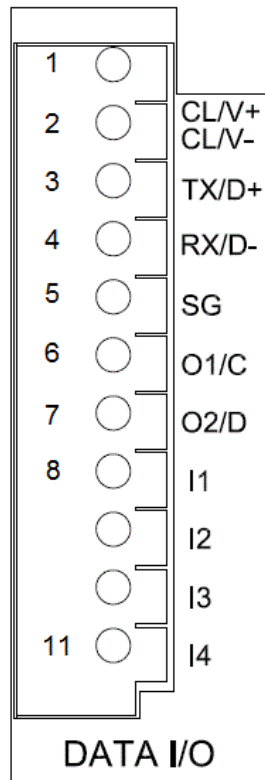 1
CL/V+
2
CL/V-
3 TX/D+
4 RX/D-
5 SG
6 O1/C
7 O2/D
8 I1
I2
I3
11 I4
DATA I/O